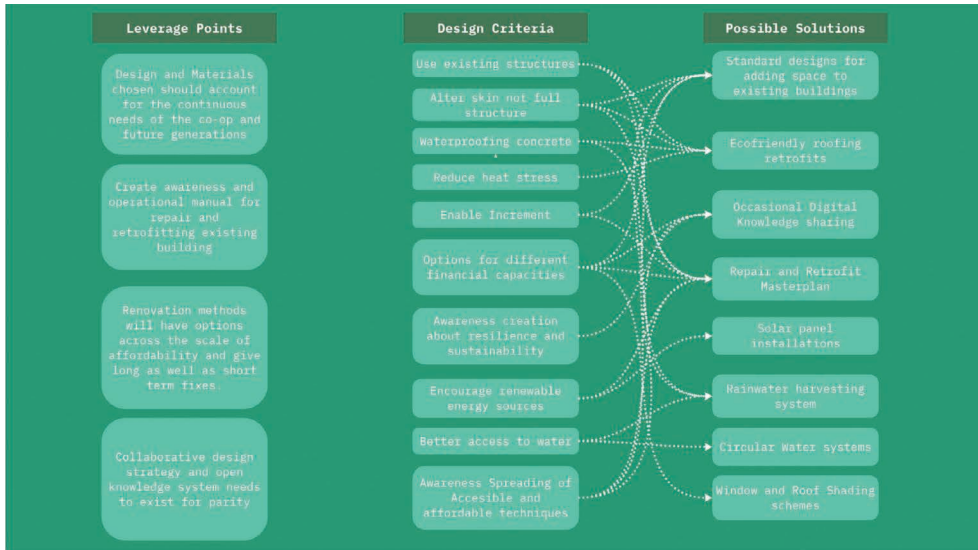 Leverage Points
Design and Materials
chosen should account
for the continuous
needs of the co-op and
future generations
Create awareness and
operational manual for
repair and
retrofitting existing
building
Renovation methods
will have options
across the scale of
affordability and give
long as well as short
term fixes.
Collaborative design
strategy and open
knowledge system needs
to exist for parity
Design Criteria
Use existing structures
Alter skin not full
structure
Waterproofing concrete
Reduce heat stress
Enable Increment
Options for different
financial capacities
Awareness creation
about resilience and
sustainability
Encourage renewable
energy sources
Better access to water
Awareness Spreading of
Accesible and
affordable techniques
Possible Solutions
Standard designs for
adding space to
existing buildings
Ecofriendly roofing
retrofits
Occasional Digital
Knowledge sharing
Repair and Retrofit
Masterplan
Solar panel
installations
Rainwater harvesting
system
Circular Water systems
Window and Roof Shading
schemes